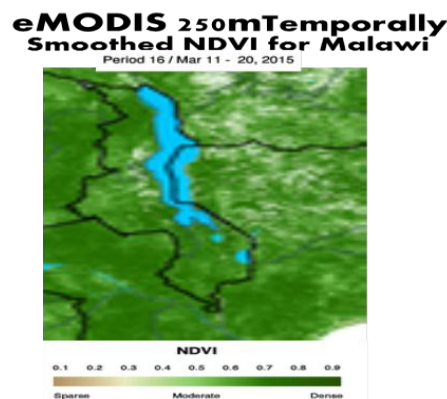 eMODIS 250mTemporally
Smoothed NDVI for Malawi
Period 16 / Mar 11 - 20, 2015
NDVI
0.1 0.2 0.3 0.4 0.5 0.6 0.7 0.8 0.9
Sparse Moderate Dense